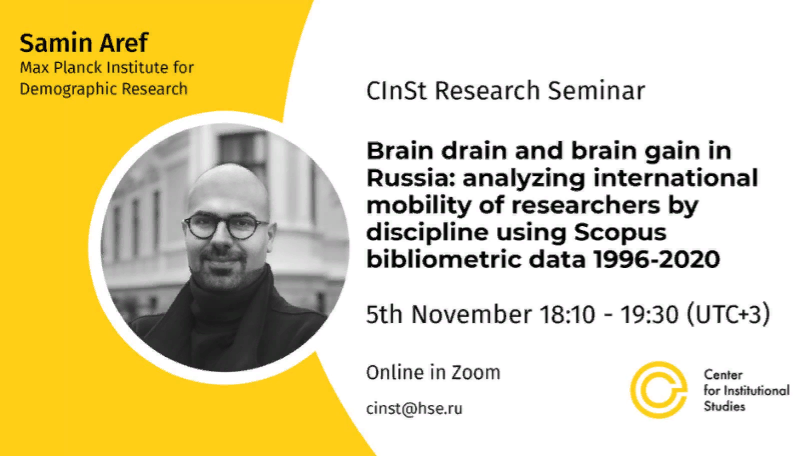 Samin Aref
Max Planck Institute for
Demographic Research
CInSt Research Seminar
Brain drain and brain gain in
Russia: analyzing international
mobility of researchers by
discipline using Scopus
bibliometric data 1996-2020
5th November 18:10 - 19:30 (UTC+3)
Online in Zoom
cinst@hse.ru
Center
for Institutional
Studies